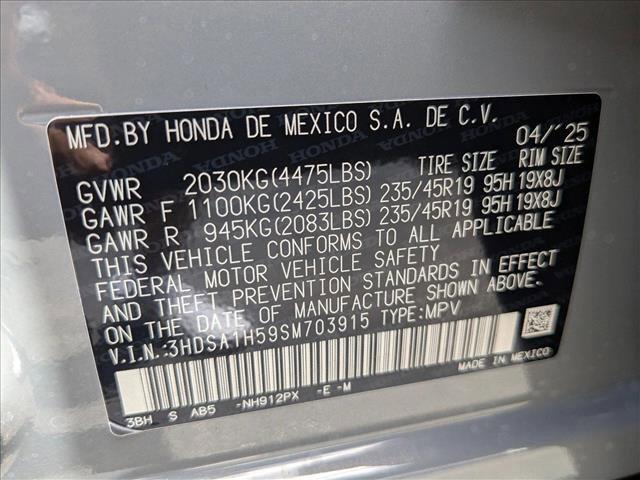 MFD.BY HONDA DE MEXICO S.A. DE C.V. 04/'25
TIRE SIZE RIM SIZE
GVWR 2030KG(4475LBS)
GAWR F 1100KG(2425LBS) 235/45R19 95H 19X8J
GAWR R 945KG(2083LBS) 235/45R19 95H 19X8J
THIS VEHICLE CONFORMS TO ALL APPLICABLE
FEDERAL MOTOR VEHICLE SAFETY
AND THEFT PREVENTION STANDARDS IN EFFECT
ON THE DATE OF MANUFACTURE SHOWN ABOVE.
V.I.N.:3HDSA1H59SM703915 TYPE:MPV
MADE IN MEXICO
3BH S AB5 -NH912PX -E -M